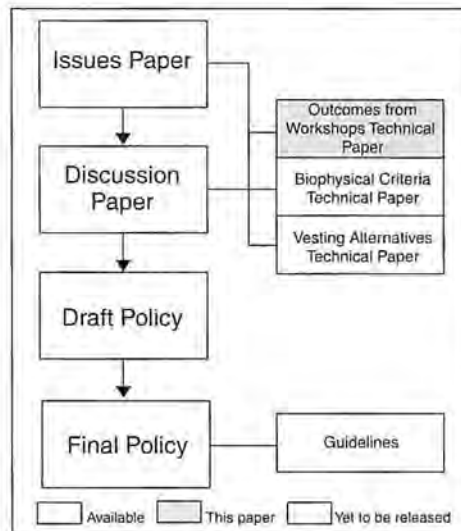 Issues Paper
Outcomes from
Workshops Technical
Paper
Discussion
Paper
Biophysical Criteria
Technical Paper
Vesting Alternatives
Technical Paper
Draft Policy
Final Policy
Guidelines
Available
This paper
Yet to be released